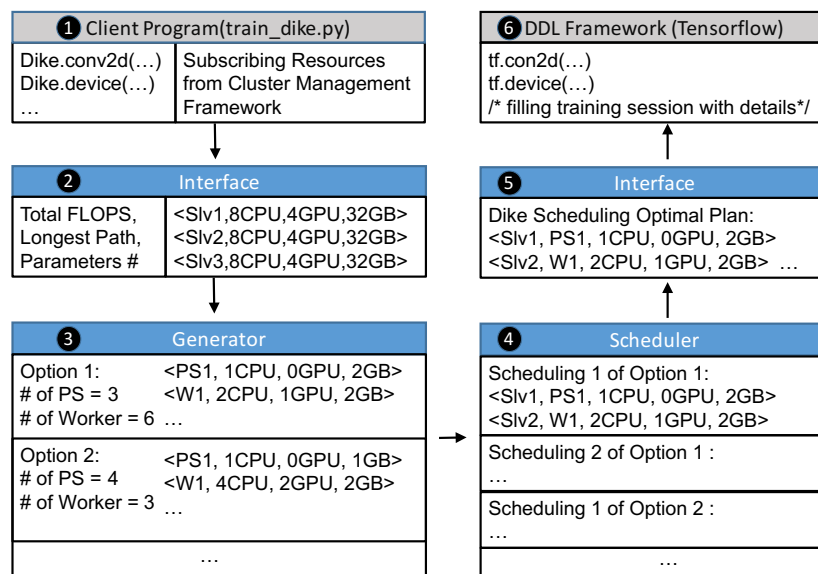 1 Client Program(train_dike.py)
Dike.conv2d(…)
Dike.device(…)
…
Subscribing Resources
from Cluster Management
Framework
2 Interface
Total FLOPS,
Longest Path,
Parameters #
<Slv1,8CPU,4GPU,32GB>
<Slv2,8CPU,4GPU,32GB>
<Slv3,8CPU,4GPU,32GB>
3 Generator
Option 1:
# of PS = 3
# of Worker = 6
<PS1, 1CPU, 0GPU, 2GB>
<W1, 2CPU, 1GPU, 2GB>
…
Option 2:
# of PS = 4
# of Worker = 3
<PS1, 1CPU, 0GPU, 1GB>
<W1, 4CPU, 2GPU, 2GB>
…
…
4 Scheduler
Scheduling 1 of Option 1:
<Slv1, PS1, 1CPU, 0GPU, 2GB>
<Slv2, W1, 2CPU, 1GPU, 2GB>
Scheduling 2 of Option 1 :
…
Scheduling 1 of Option 2 :
…
…
5 Interface
Dike Scheduling Optimal Plan:
<Slv1, PS1, 1CPU, 0GPU, 2GB>
<Slv2, W1, 2CPU, 1GPU, 2GB> …
6 DDL Framework (Tensorflow)
tf.con2d(…)
tf.device(…)
/* filling training session with details*/